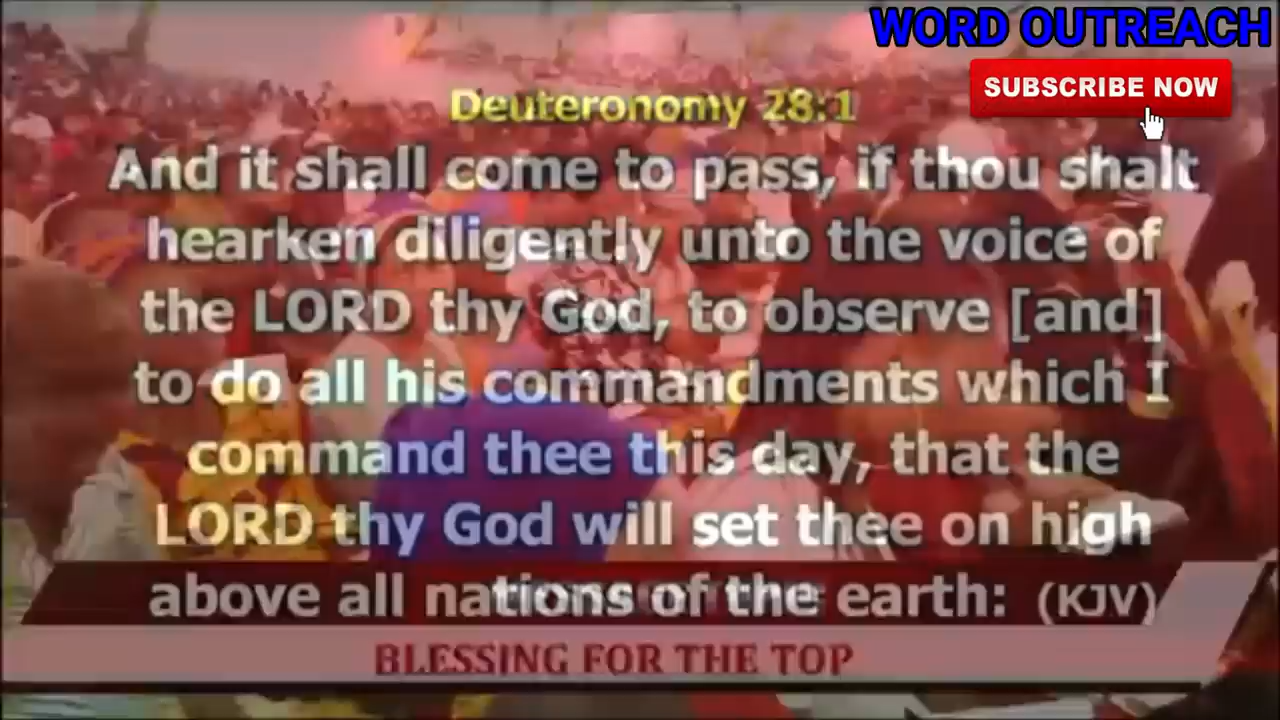 WORD OUTREACH
SUBSCRIBE NOW
Deuteronomy 28:1
And it shall come to pass, if thou shalt
hearken diligently unto the voice of
the LORD thy God, to observe [and]
to do all his commandments which I
command thee this day, that the
LORD thy God will set thee on high
above all nations of the earth: (KJV)
BLESSING FOR THE TOP